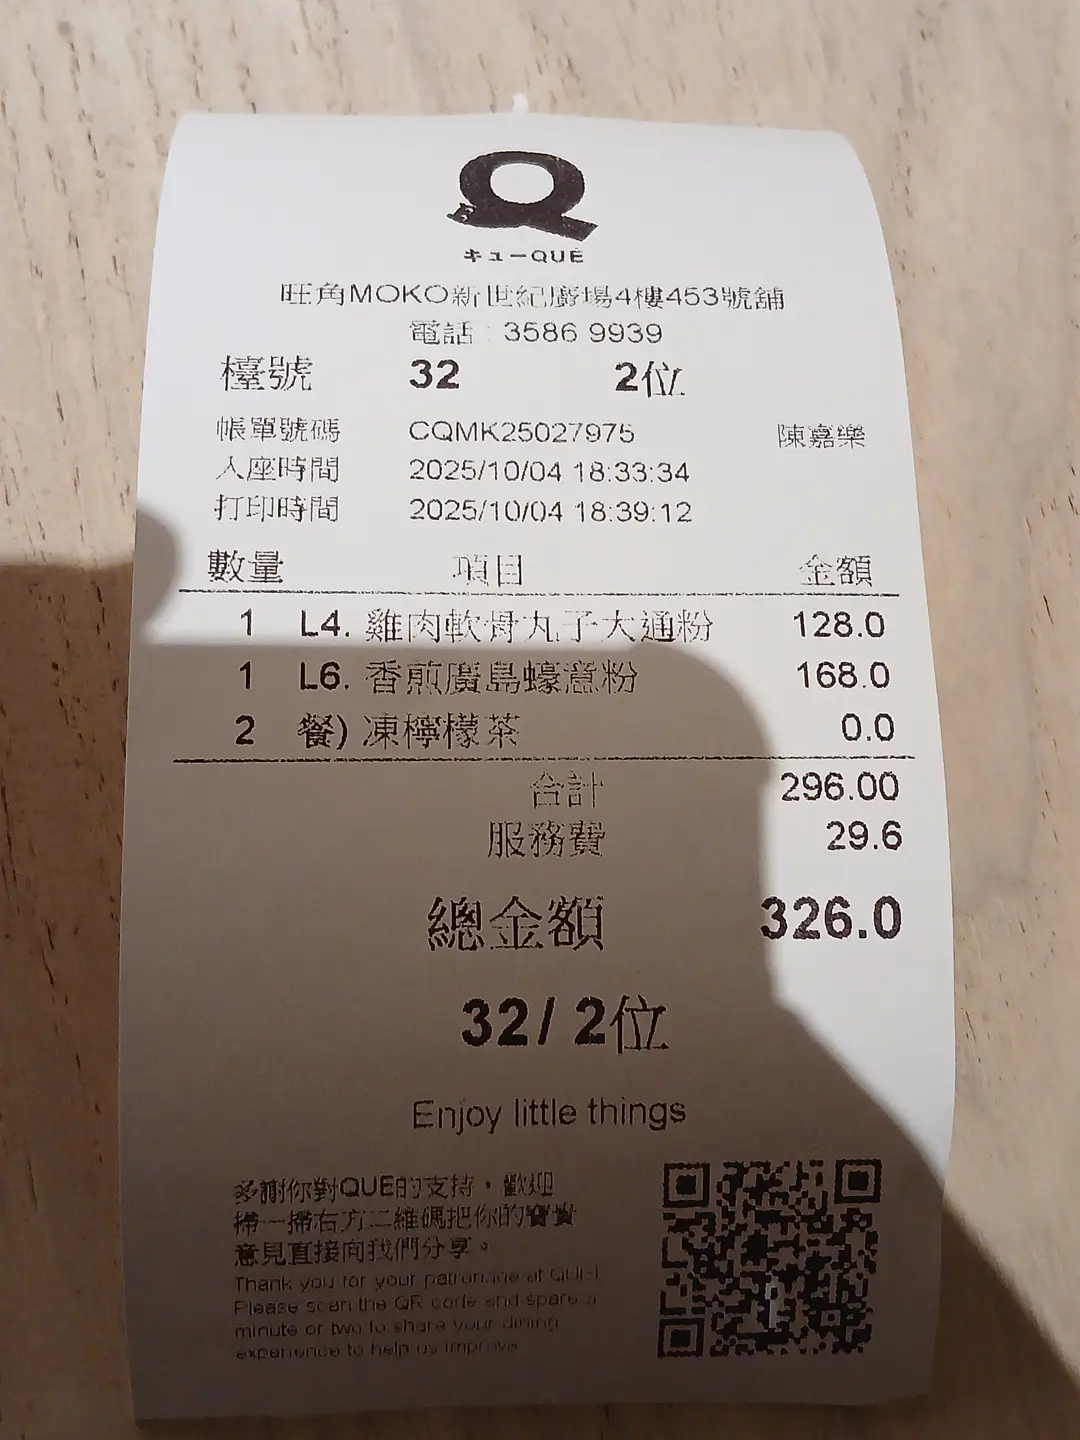 Q
キューQUE
旺角MOKO新世紀廣場4樓453號舖
電話：3586 9939
檯號 32 2位
帳單號碼 CQMK25027975 陳嘉樂
入座時間 2025/10/04 18:33:34
打印時間 2025/10/04 18:39:12
數量 項目 金額
1 L4. 雞肉軟骨丸子大通粉 128.0
1 L6. 香煎廣島蠔意粉 168.0
2 餐) 凍檸檬茶 0.0
合計 296.00
服務費 29.6
總金額 326.0
32/ 2位
Enjoy little things
多謝你對QUE的支持，歡迎
掃一掃右方二維碼把你的寶貴
意見直接向我們分享。
Thank you for your patronage at QUE!
Please scan the QR code and spare a
minute or two to share your dining
experience to help us improve